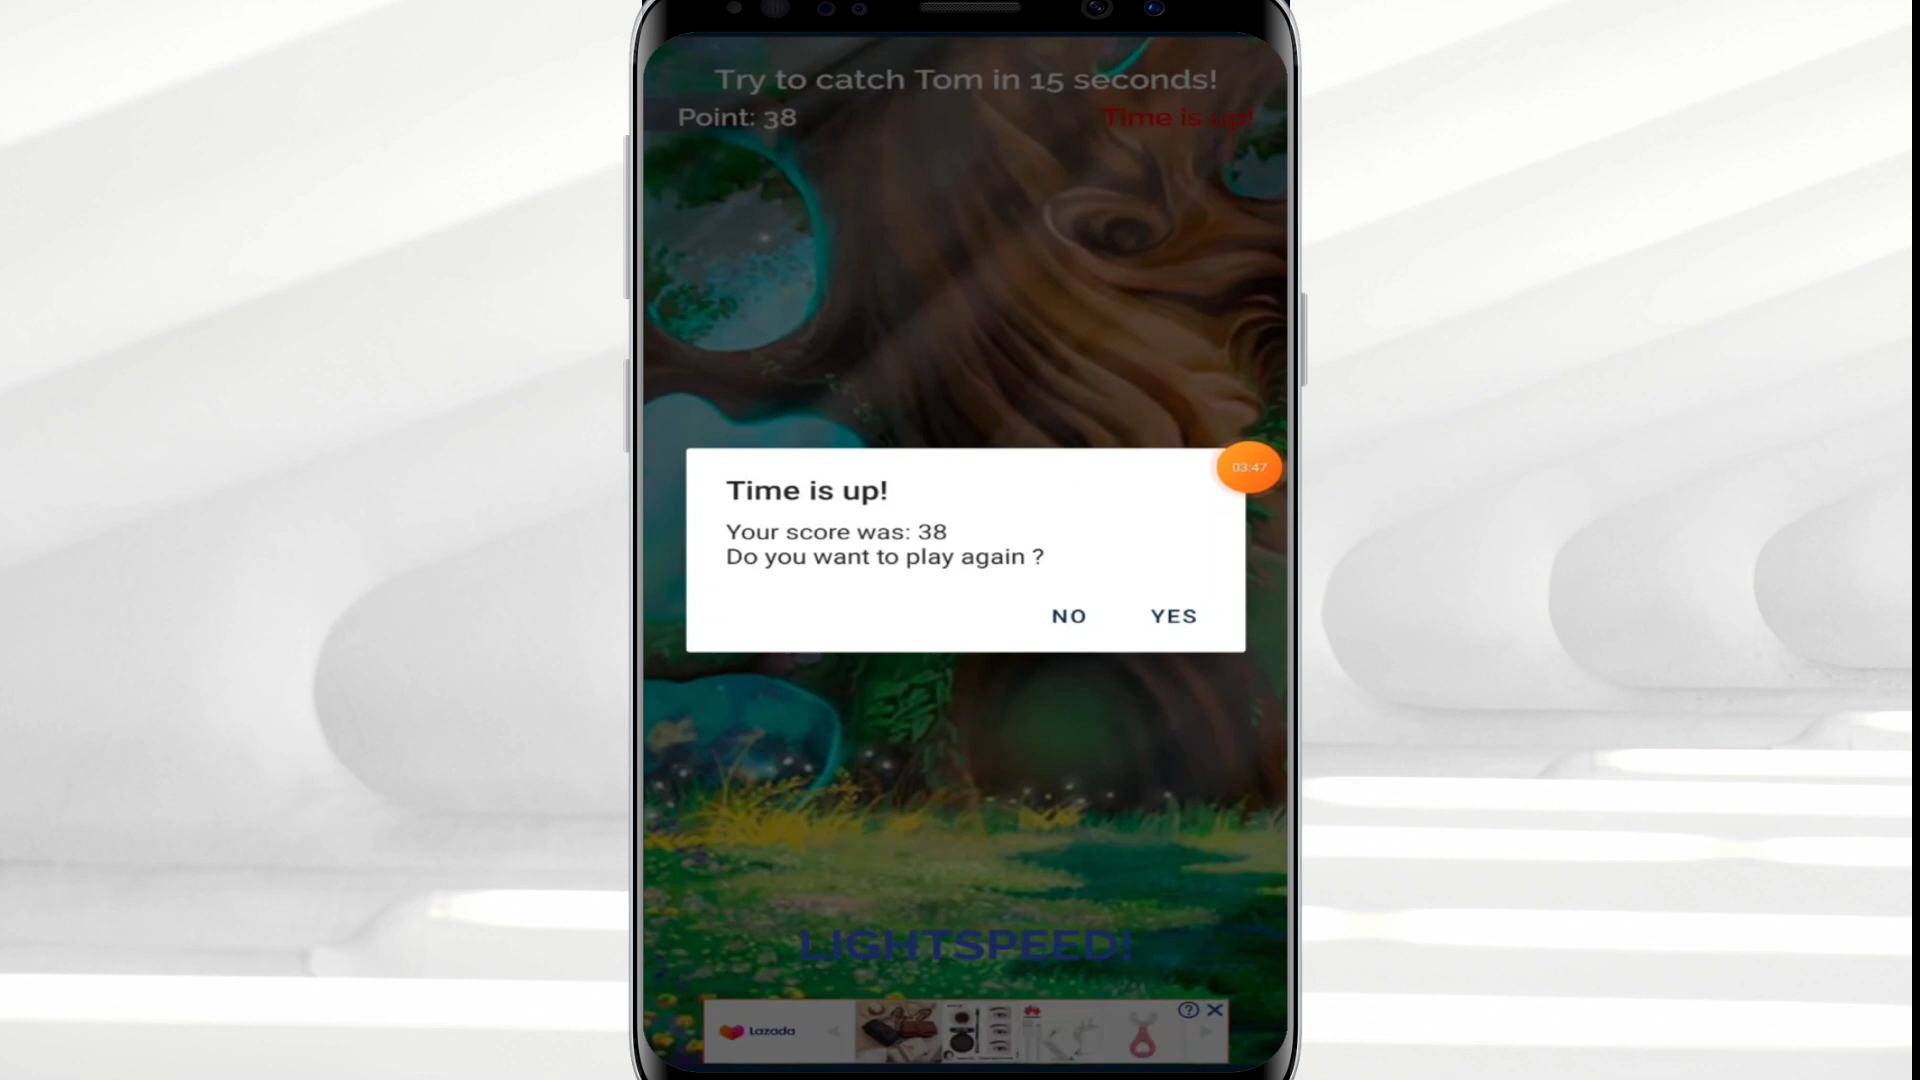 Try to catch Tom in 15 seconds!
Point: 38
Time is up!
03:47
Time is up!
Your score was: 38
Do you want to play again ?
NO
YES
LIGHTSPEED!
Lazada